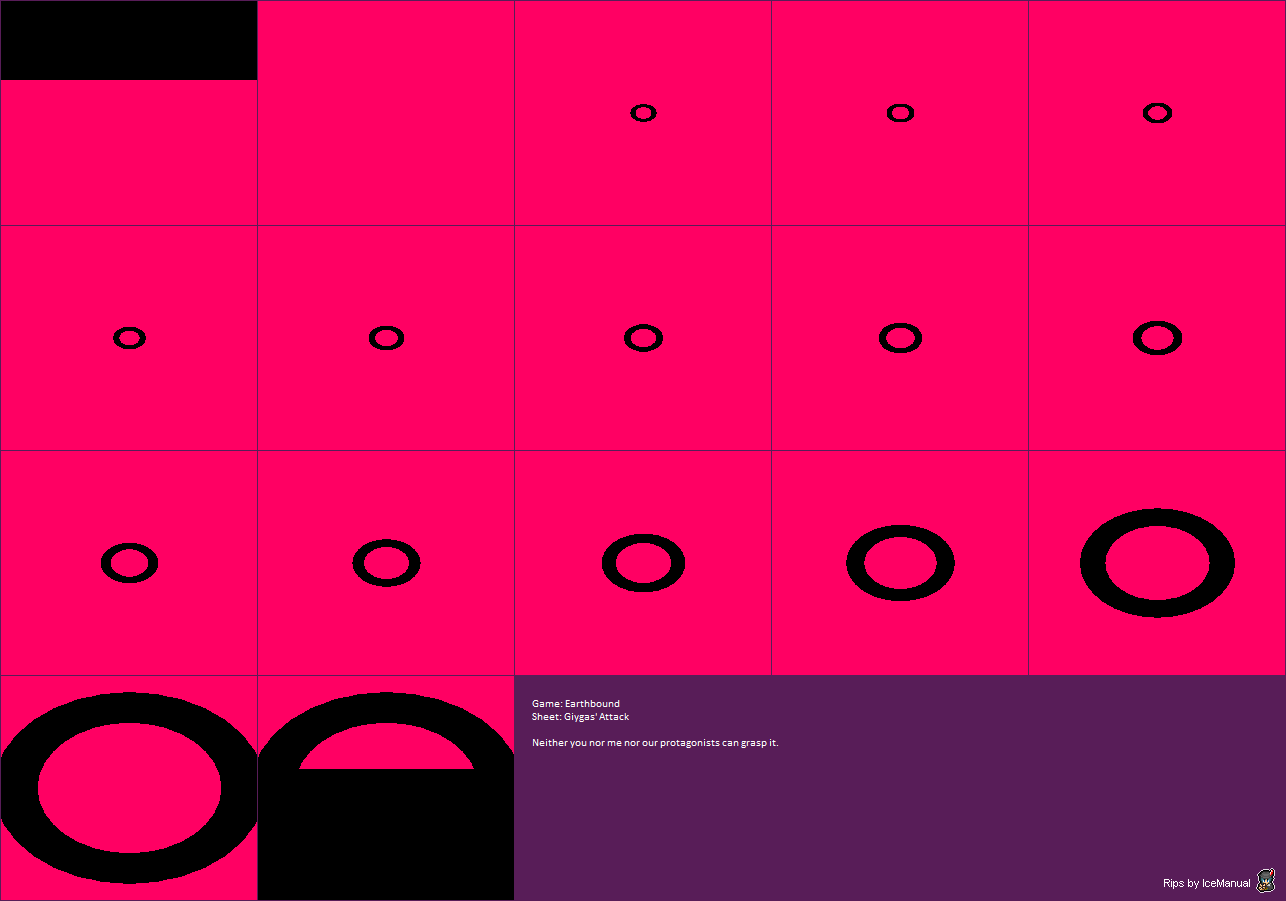 Game: Earthbound
Sheet: Giygas' Attack
Neither you nor me nor our protagonists can grasp it.
Rips by IceManual